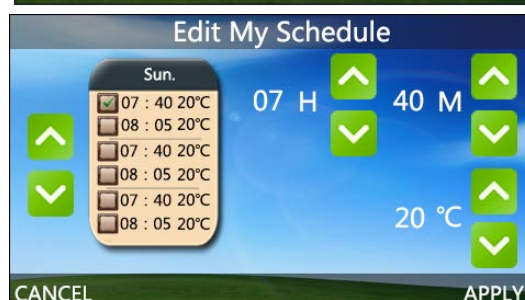 Edit My Schedule
Sun.
07 : 40 20℃
08 : 05 20℃
07 : 40 20℃
08 : 05 20℃
07 : 40 20℃
08 : 05 20℃
07 H
40 M
20 ℃
CANCEL
APPLY